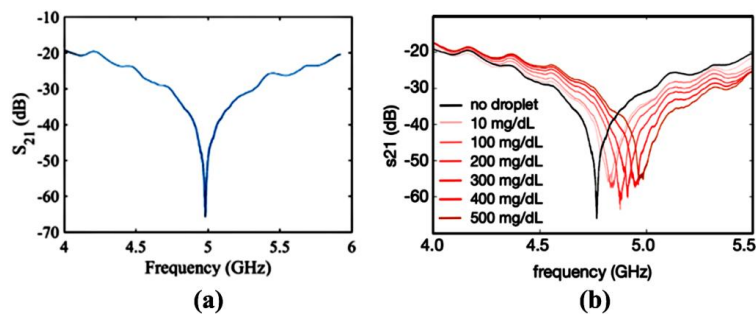 -10
-20
-30
-40
-50
-60
-70
S21 (dB)
4
4.5
5
5.5
6
Frequency (GHz)
(a)
-20
-30
-40
-50
-60
s21 (dB)
no droplet
10 mg/dL
100 mg/dL
200 mg/dL
300 mg/dL
400 mg/dL
500 mg/dL
4.0
4.5
5.0
5.5
frequency (GHz)
(b)